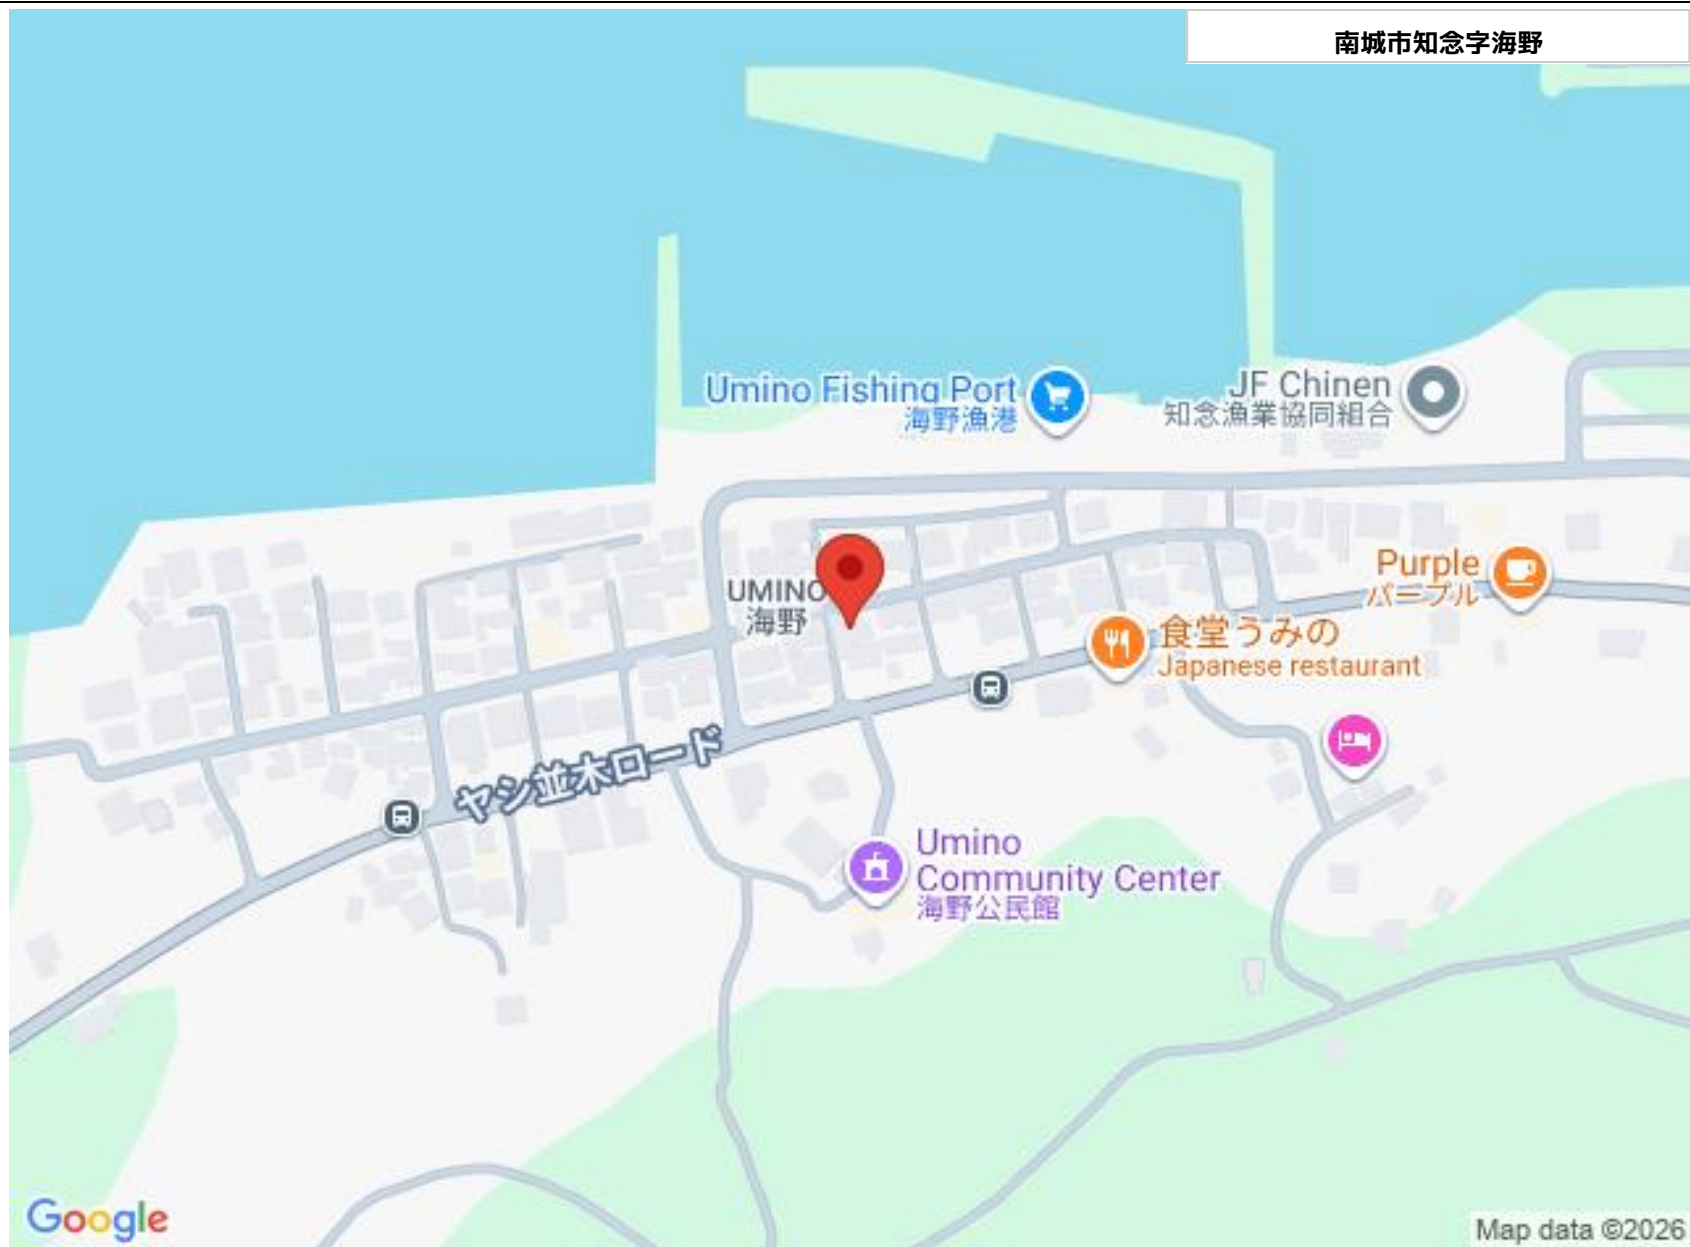 南城市知念字海野
Umino Fishing Port
海野漁港
JF Chinen
知念漁業協同組合
UMINO
海野
Purple
パープル
食堂うみの
Japanese restaurant
ヤシ並木ロード
Umino
Community Center
海野公民館
Google
Map data ©2026